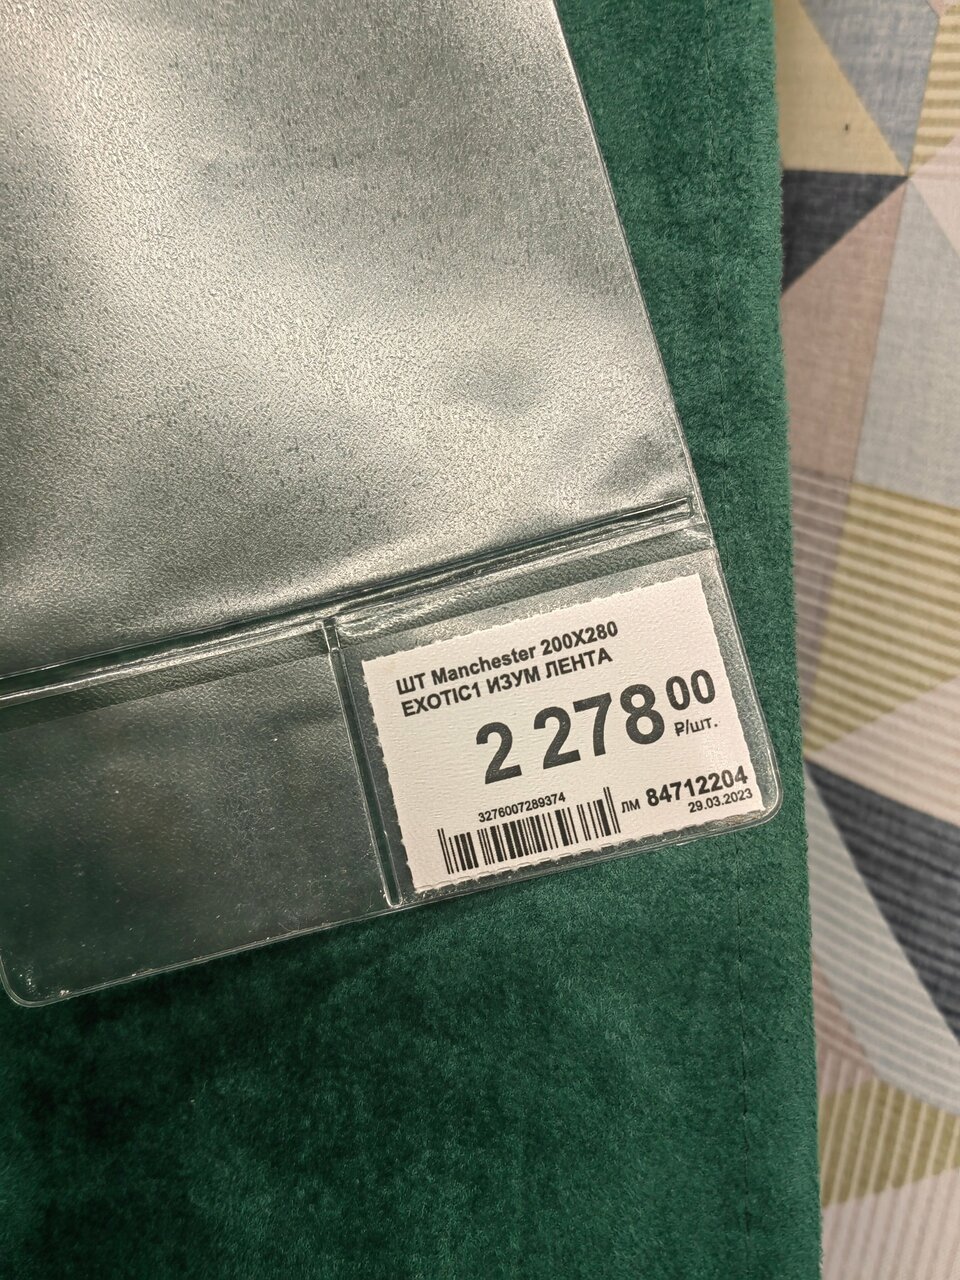 ШТ Manchester 200X280
EXOTIC1 ИЗУМ ЛЕНТА
2 278 00
₽/шт.
3276007289374
ЛМ 84712204
29.03.2023